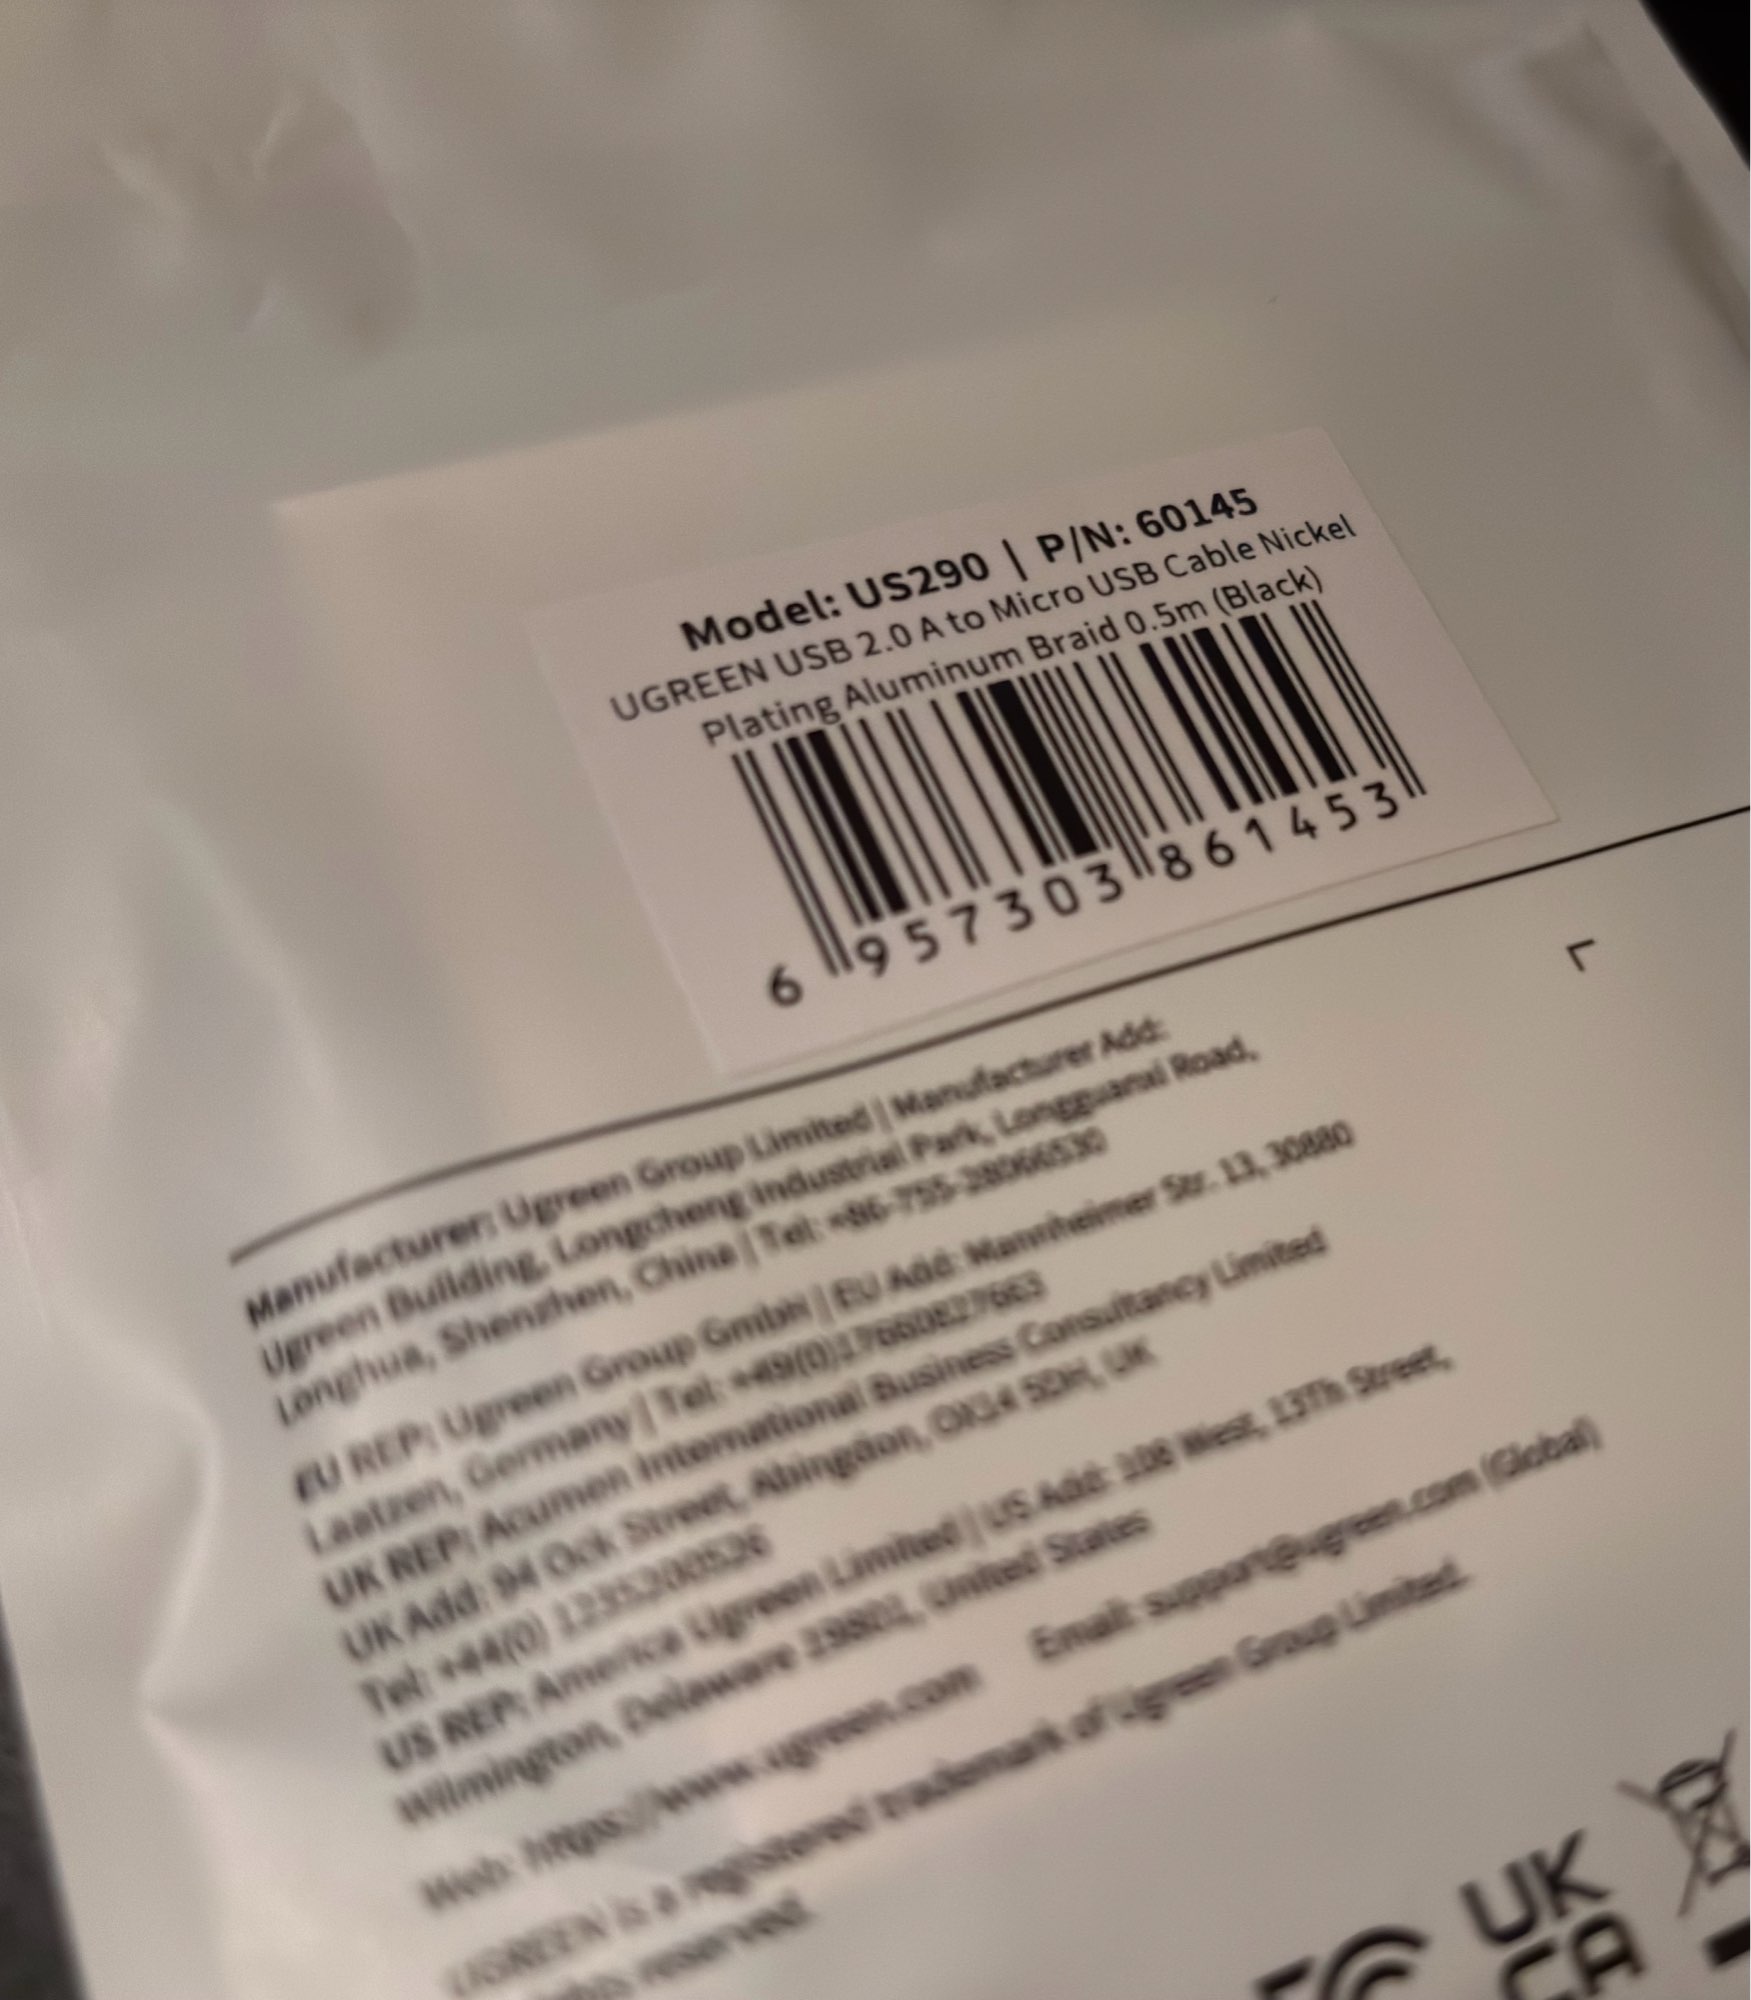 Model: US290 | P/N: 60145
UGREEN USB 2.0 A to Micro USB Cable Nickel
Plating Aluminum Braid 0.5m (Black)
6 957303 861453
Manufacturer: Ugreen Group Limited | Manufacturer Add:
Ugreen Building, Longcheng Industrial Park, Longguanxi Road,
Longhua, Shenzhen, China | Tel: +86-755-28066530
EU REP: Ugreen Group GmbH | EU Add: Mannheimer Str. 13, 30880
Laatzen, Germany | Tel:
UK REP: Acumen International Business Consultancy Limited
UK Add: 94 Ock Street, Abingdon, OX14 5DH, UK
Tel: +44(0) 1235200526
US REP: America Ugreen Limited | US Add: 108 West, 13Th Street,
Wilmington, Delaware 19801, United States
Web: https://www.ugreen.com Email: support@ugreen.com (Global)
UGREEN is a registered trademark of Ugreen Group Limited.
reserved.
UK
CA